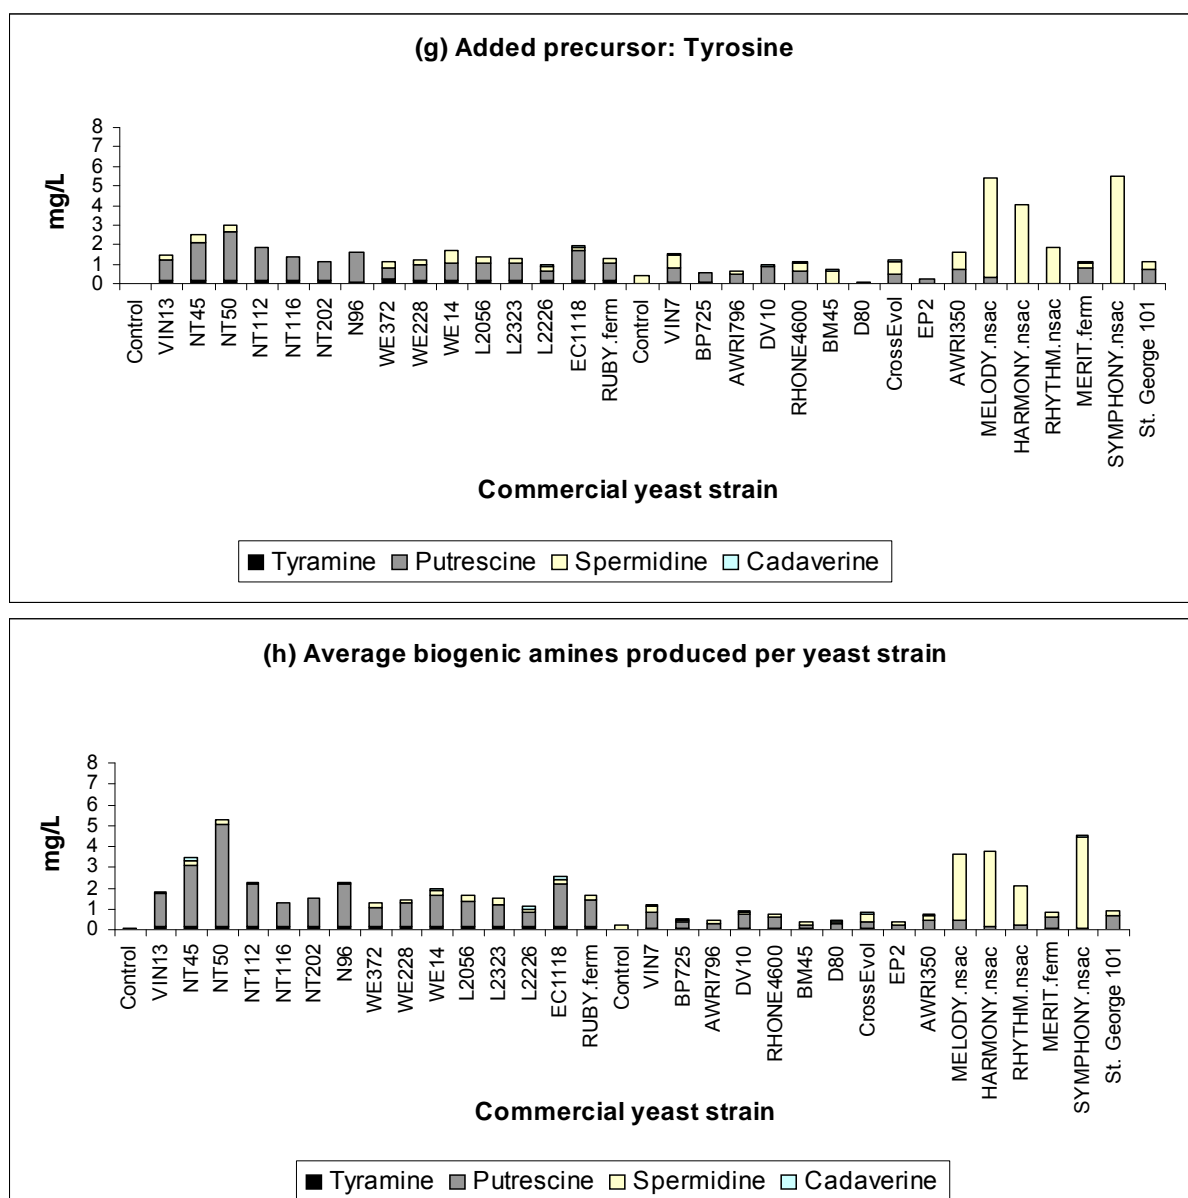 (g) Added precursor: Tyrosine
8
7
6
5
4
3
2
1
0
mg/L
Control
VIN13
NT45
NT50
NT112
NT116
NT202
N96
WE372
WE228
WE14
L2056
L2323
L2226
EC1118
RUBY.ferm
Control
VIN7
BP725
AWRI796
DV10
RHONE4600
BM45
D80
CrossEvol
EP2
AWRI350
MELODY.nsac
HARMONY.nsac
RHYTHM.nsac
MERIT.ferm
SYMPHONY.nsac
St. George 101
Commercial yeast strain
Tyramine Putrescine Spermidine Cadaverine
(h) Average biogenic amines produced per yeast strain
8
7
6
5
4
3
2
1
0
mg/L
Control
VIN13
NT45
NT50
NT112
NT116
NT202
N96
WE372
WE228
WE14
L2056
L2323
L2226
EC1118
RUBY.ferm
Control
VIN7
BP725
AWRI796
DV10
RHONE4600
BM45
D80
CrossEvol
EP2
AWRI350
MELODY.nsac
HARMONY.nsac
RHYTHM.nsac
MERIT.ferm
SYMPHONY.nsac
St. George 101
Commercial yeast strain
Tyramine Putrescine Spermidine Cadaverine